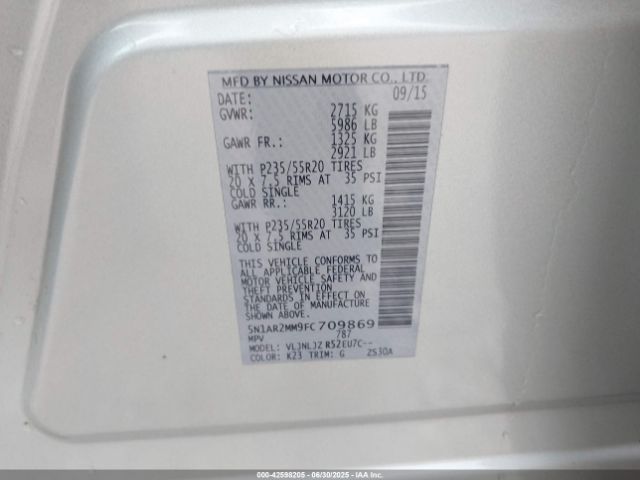 MFD BY NISSAN MOTOR CO., LTD.
DATE: 09/15
GVWR: 2715 KG
5986 LB
GAWR FR.: 1325 KG
2921 LB
WITH P235/55R20 TIRES
20 X 7.5 RIMS AT 35 PSI
COLD SINGLE
GAWR RR.: 1415 KG
3120 LB
WITH P235/55R20 TIRES
20 X 7.5 RIMS AT 35 PSI
COLD SINGLE
THIS VEHICLE CONFORMS TO
ALL APPLICABLE FEDERAL
MOTOR VEHICLE SAFETY AND
THEFT PREVENTION
STANDARDS IN EFFECT ON
THE DATE OF MANUFACTURE
SHOWN ABOVE.
5N1AR2MM9FC709869
MPV 787
MODEL: VLJNLJZ R52EU7C--
COLOR: K23 TRIM: G ZS30A
000-42598205 - 06/30/2025 - IAA, Inc.